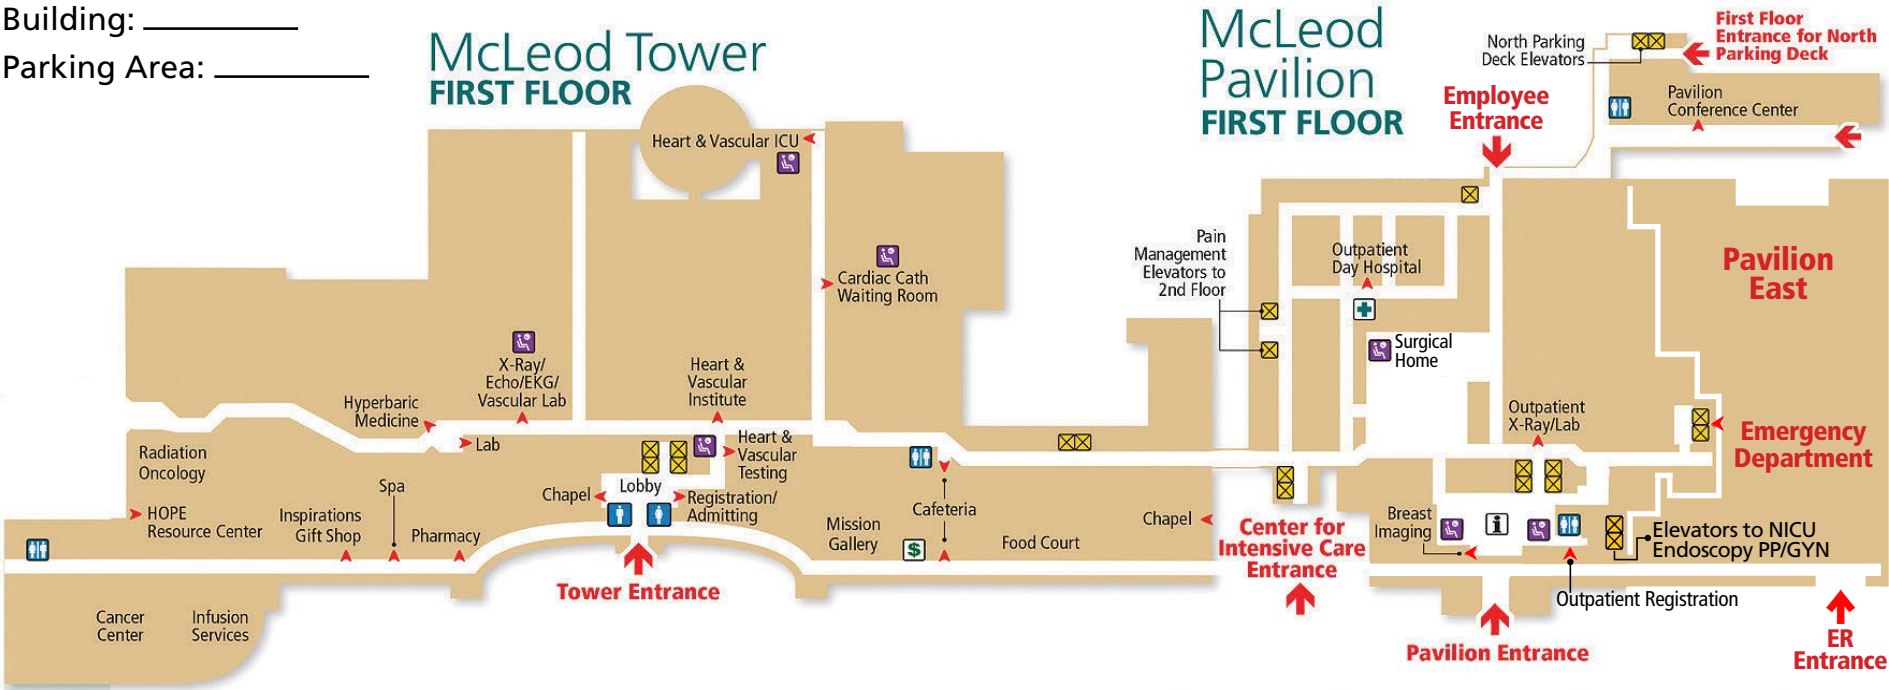 Building:
Parking Area:
McLeod Tower
FIRST FLOOR
McLeod
Pavilion
FIRST FLOOR
North Parking
Deck Elevators
First Floor
Entrance for North
Parking Deck
Employee
Entrance
Pavilion
Conference Center
Heart & Vascular ICU
Cardiac Cath
Waiting Room
Pain
Management
Elevators to
2nd Floor
Outpatient
Day Hospital
Pavilion
East
Surgical
Home
X-Ray/
Echo/EKG/
Vascular Lab
Heart &
Vascular
Institute
Hyperbaric
Medicine
Lab
Heart &
Vascular
Testing
Outpatient
X-Ray/Lab
Emergency
Department
Radiation
Oncology
Spa
Chapel
Lobby
Registration/
Admitting
HOPE
Resource Center
Inspirations
Gift Shop
Pharmacy
Mission
Gallery
$
Cafeteria
Food Court
Chapel
Center for
Intensive Care
Entrance
Breast
Imaging
i
Elevators to NICU
Endoscopy PP/GYN
Outpatient Registration
Tower Entrance
Cancer
Center
Infusion
Services
Pavilion Entrance
ER
Entrance